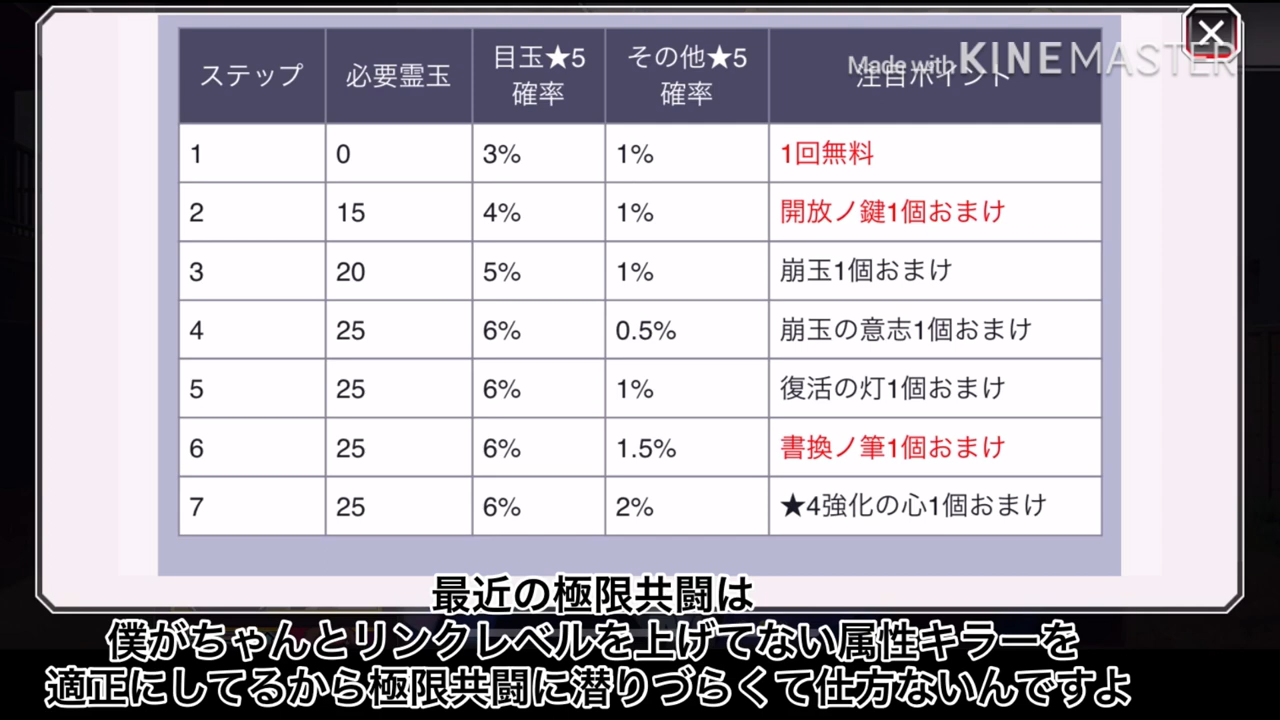 Made with KINEMASTER
ステップ 必要霊玉 目玉★5確率 その他★5確率 注目ポイント
1 0 3% 1% 1回無料
2 15 4% 1% 開放ノ鍵1個おまけ
3 20 5% 1% 崩玉1個おまけ
4 25 6% 0.5% 崩玉の意志1個おまけ
5 25 6% 1% 復活の灯1個おまけ
6 25 6% 1.5% 書換ノ筆1個おまけ
7 25 6% 2% ★4強化の心1個おまけ
最近の極限共闘は
僕がちゃんとリンクレベルを上げてない属性キラーを
適正にしてるから極限共闘に潜りづらくて仕方ないんですよ